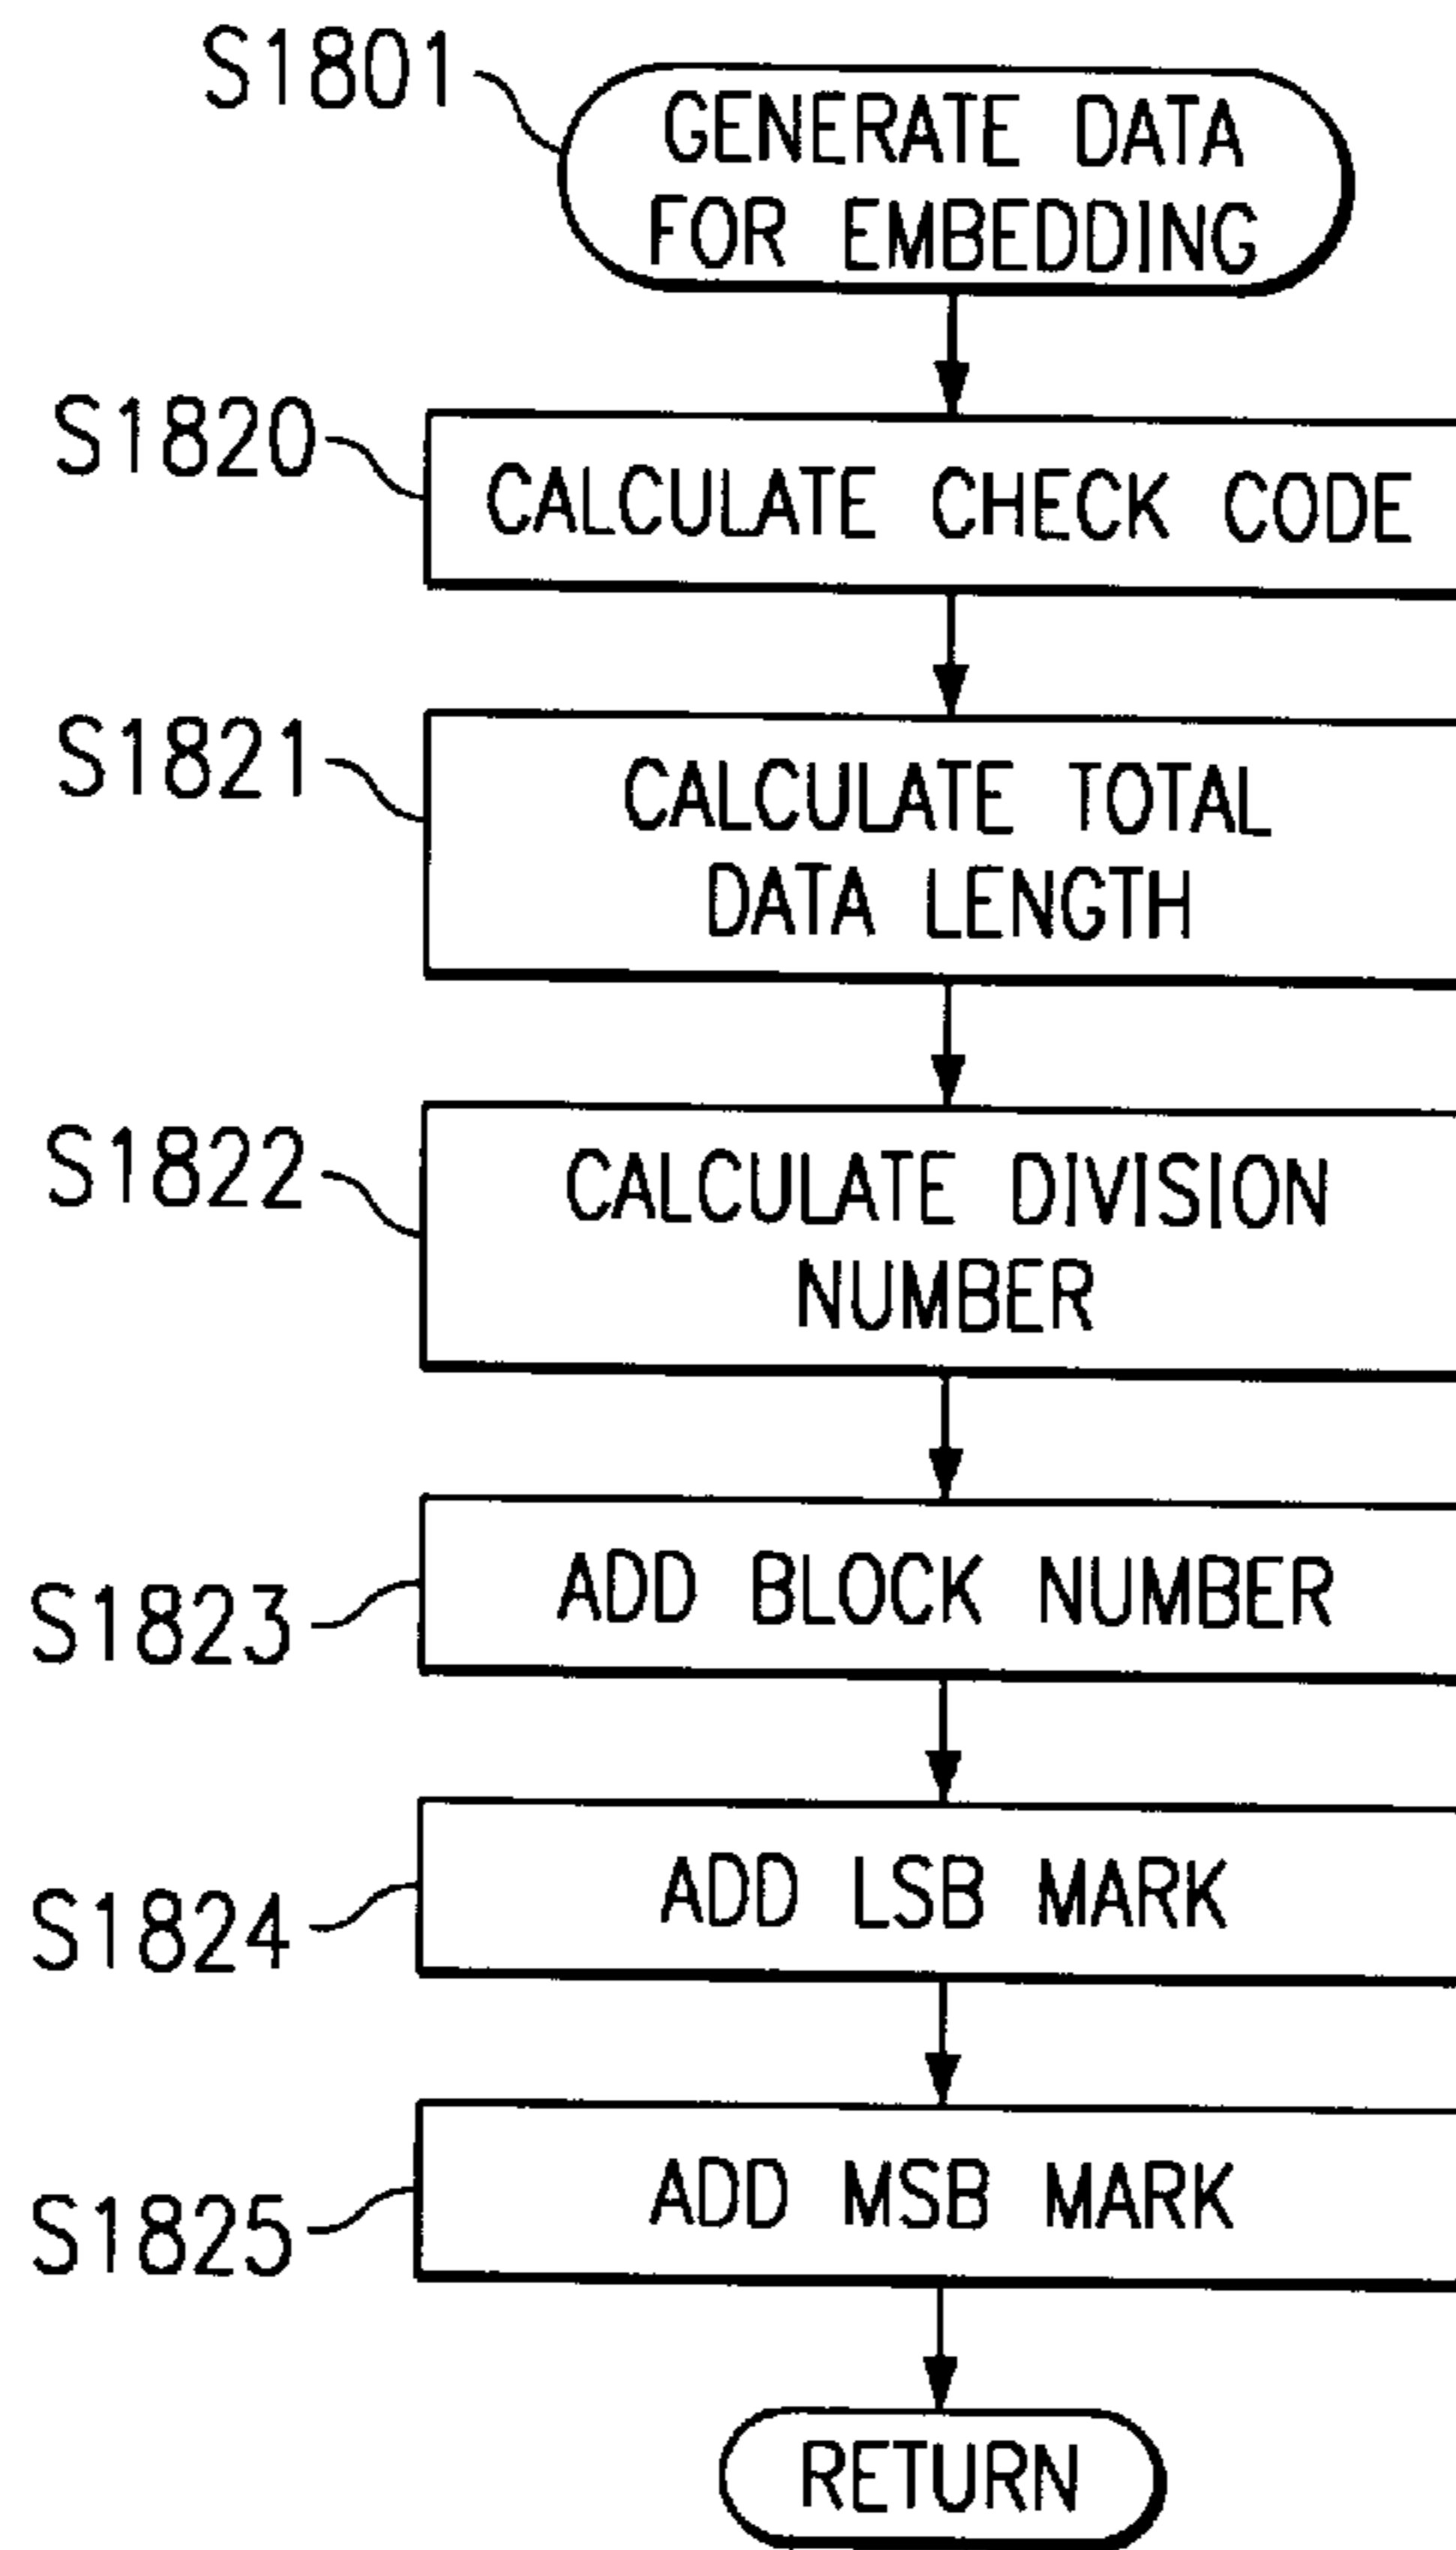 S1801
GENERATE DATA
FOR EMBEDDING
S1820
CALCULATE CHECK CODE
S1821
CALCULATE TOTAL
DATA LENGTH
S1822
CALCULATE DIVISION
NUMBER
S1823
ADD BLOCK NUMBER
S1824
ADD LSB MARK
S1825
ADD MSB MARK
RETURN